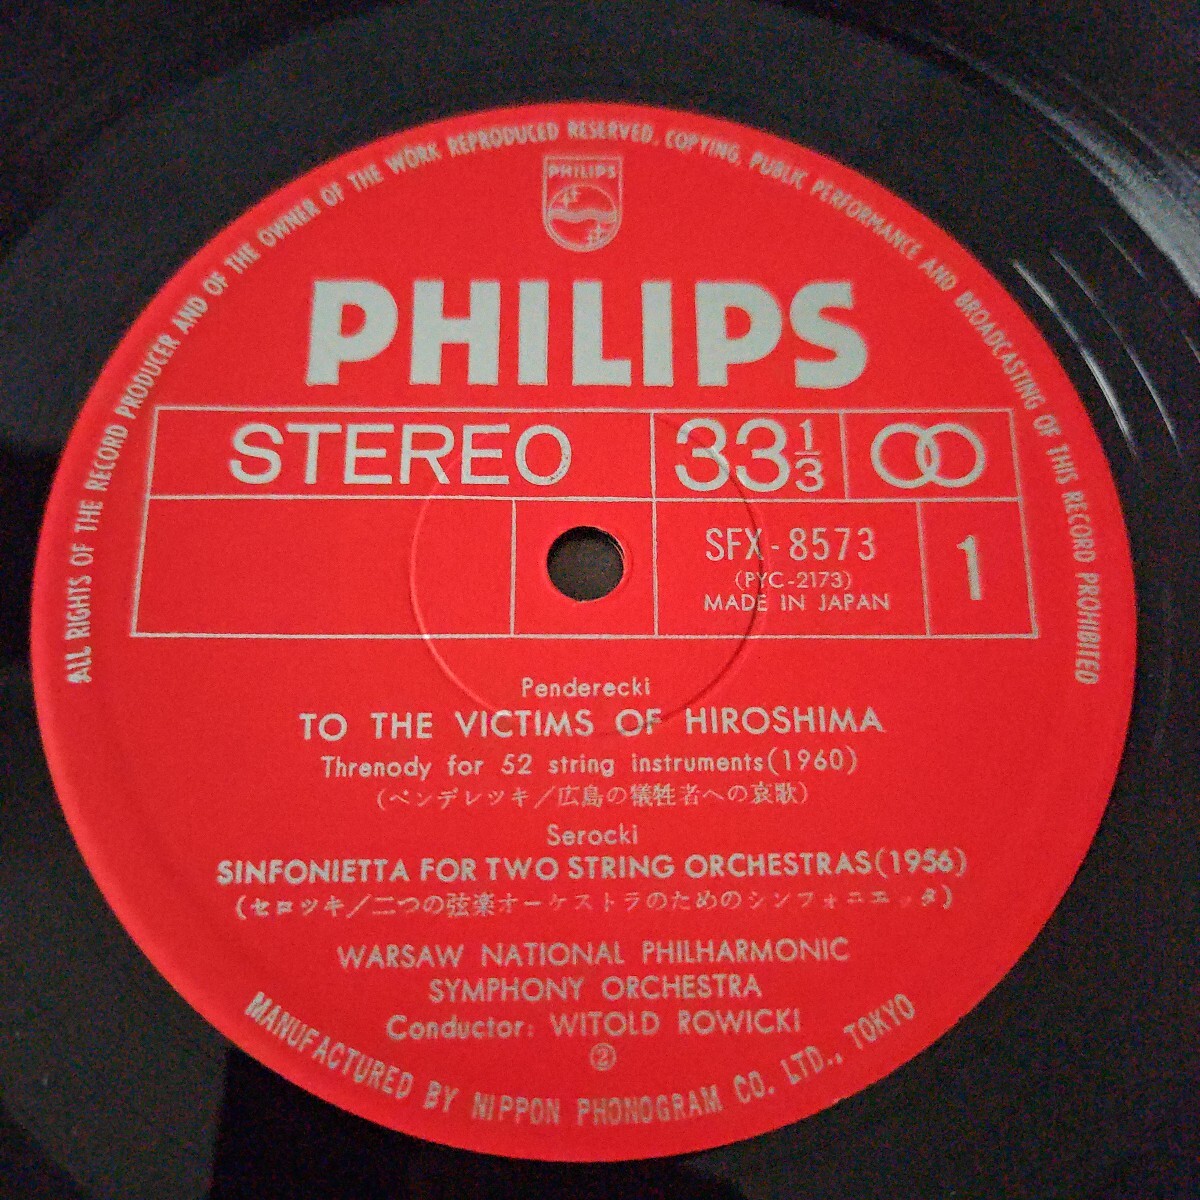 ALL RIGHTS OF THE RECORD PRODUCER AND OF THE OWNER OF THE WORK REPRODUCED RESERVED. COPYING, PUBLIC PERFORMANCE AND BROADCASTING OF THIS RECORD PROHIBITED
PHILIPS
PHILIPS
STEREO 33 1/3
SFX-8573
(PYC-2173)
MADE IN JAPAN
1
Penderecki
TO THE VICTIMS OF HIROSHIMA
Threnody for 52 string instruments(1960)
(ペンデレツキ/広島の犠牲者への哀歌)
Serocki
SINFONIETTA FOR TWO STRING ORCHESTRAS(1956)
(セロツキ/二つの弦楽オーケストラのためのシンフォニエッタ)
WARSAW NATIONAL PHILHARMONIC
SYMPHONY ORCHESTRA
Conductor: WITOLD ROWICKI
②
MANUFACTURED BY NIPPON PHONOGRAM CO. LTD., TOKYO